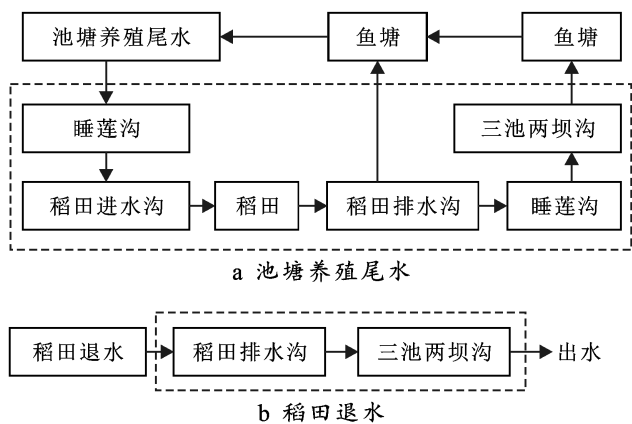 池塘养殖尾水
鱼塘
鱼塘
睡莲沟
三池两坝沟
稻田进水沟
稻田
稻田排水沟
睡莲沟
a 池塘养殖尾水
稻田退水
稻田排水沟
三池两坝沟
出水
b 稻田退水